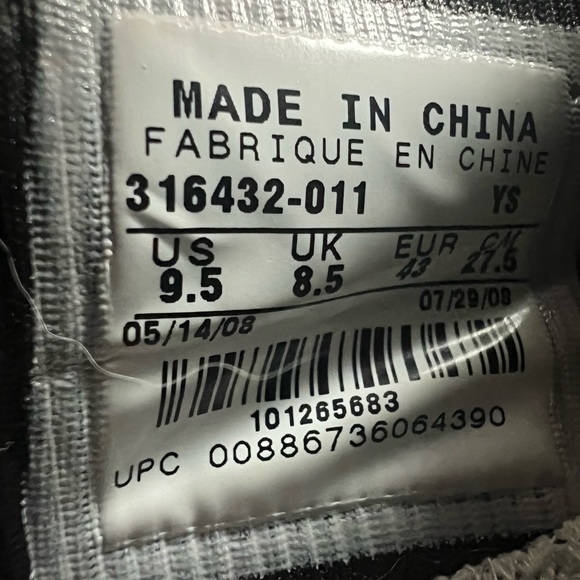 MADE IN CHINA
FABRIQUE EN CHINE
316432-011 YS
US UK EUR CM
9.5 8.5 43 27.5
05/14/08 07/29/08
101265683
UPC 00886736064390